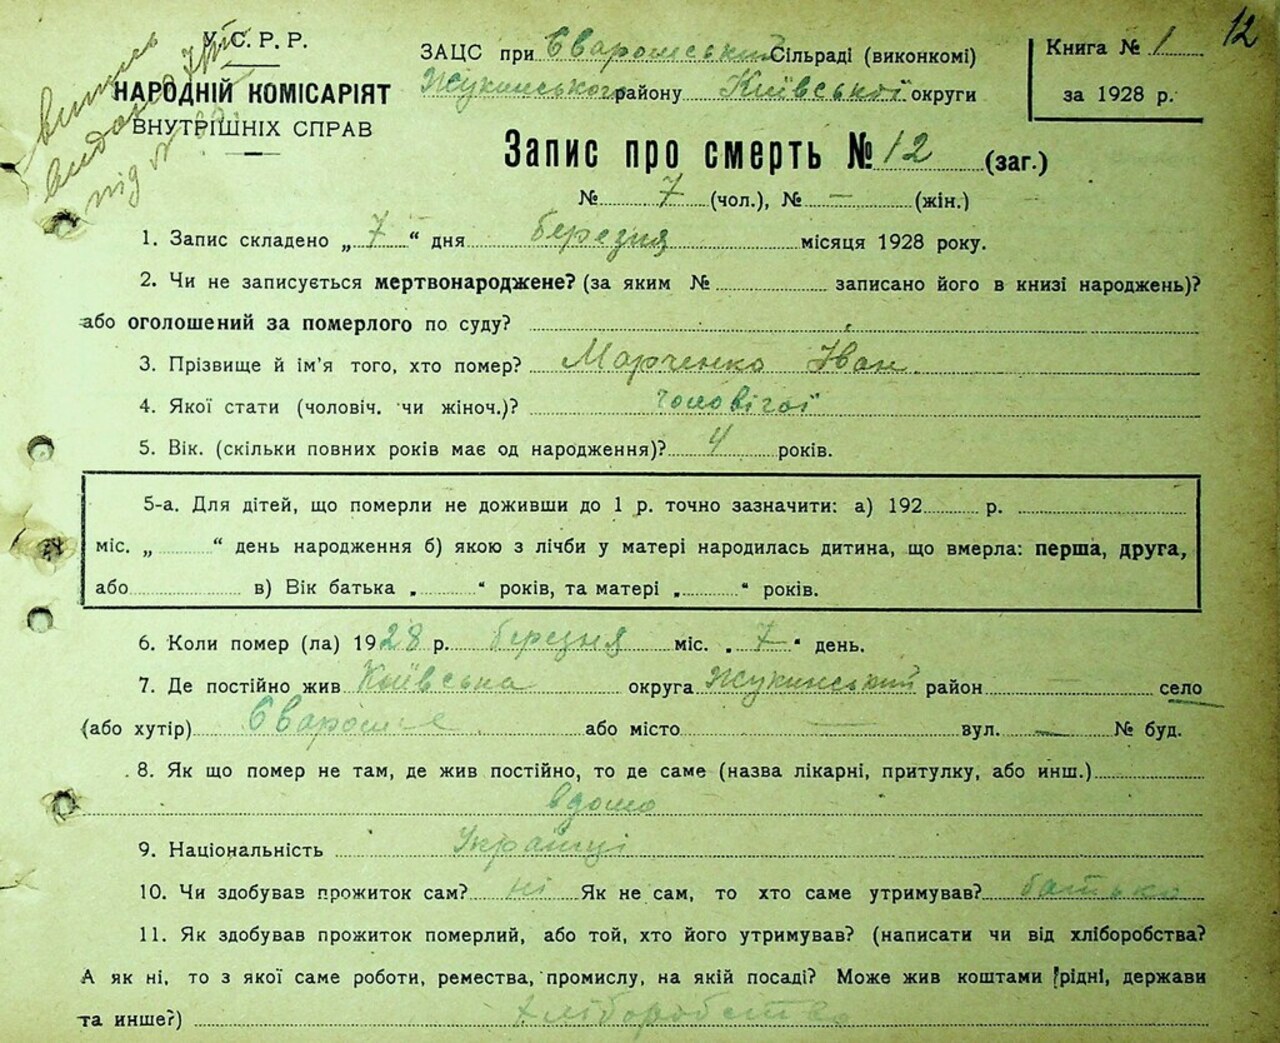 У. С. Р. Р.
НАРОДНІЙ КОМІСАРІЯТ
ВНУТРІШНІХ СПРАВ
ЗАЦС при Єварошський Сільраді (виконкомі)
Жукинського району Київської округи
Книга № 1
за 1928 р.
12
Запис про смерть № 12 (заг.)
№ 7 (чол.), № — (жін.)
1. Запис складено „ 7 “ дня березня місяця 1928 року.
2. Чи не записується мертвонароджене? (за яким № записано його в книзі народжень)?
або оголошений за померлого по суду?
3. Прізвище й ім'я того, хто помер? Марченко Іван
4. Якої стати (чоловіч. чи жіноч.)? чоловічої
5. Вік. (скільки повних років має од народження)? 4 років.
5-а. Для дітей, що померли не доживши до 1 р. точно зазначити: а) 192 р.
міс. „ “ день народження б) якою з лічби у матері народилась дитина, що вмерла: перша, друга,
або в) Вік батька „ “ років, та матері „ “ років.
6. Коли помер (ла) 1928 р. березня міс. „ 7 “ день.
7. Де постійно жив Київська округа Жукинський район — село
(або хутір) Єварошче або місто — вул. — № буд.
8. Як що помер не там, де жив постійно, то де саме (назва лікарні, притулку, або инш.)
вдома
9. Національність Українці
10. Чи здобував прожиток сам? ні Як не сам, то хто саме утримував? батько
11. Як здобував прожиток померлий, або той, хто його утримував? (написати чи від хліборобства?
А як ні, то з якої саме роботи, ремества, промислу, на якій посаді? Може жив коштами рідні, держави
та инше?) хліборобство